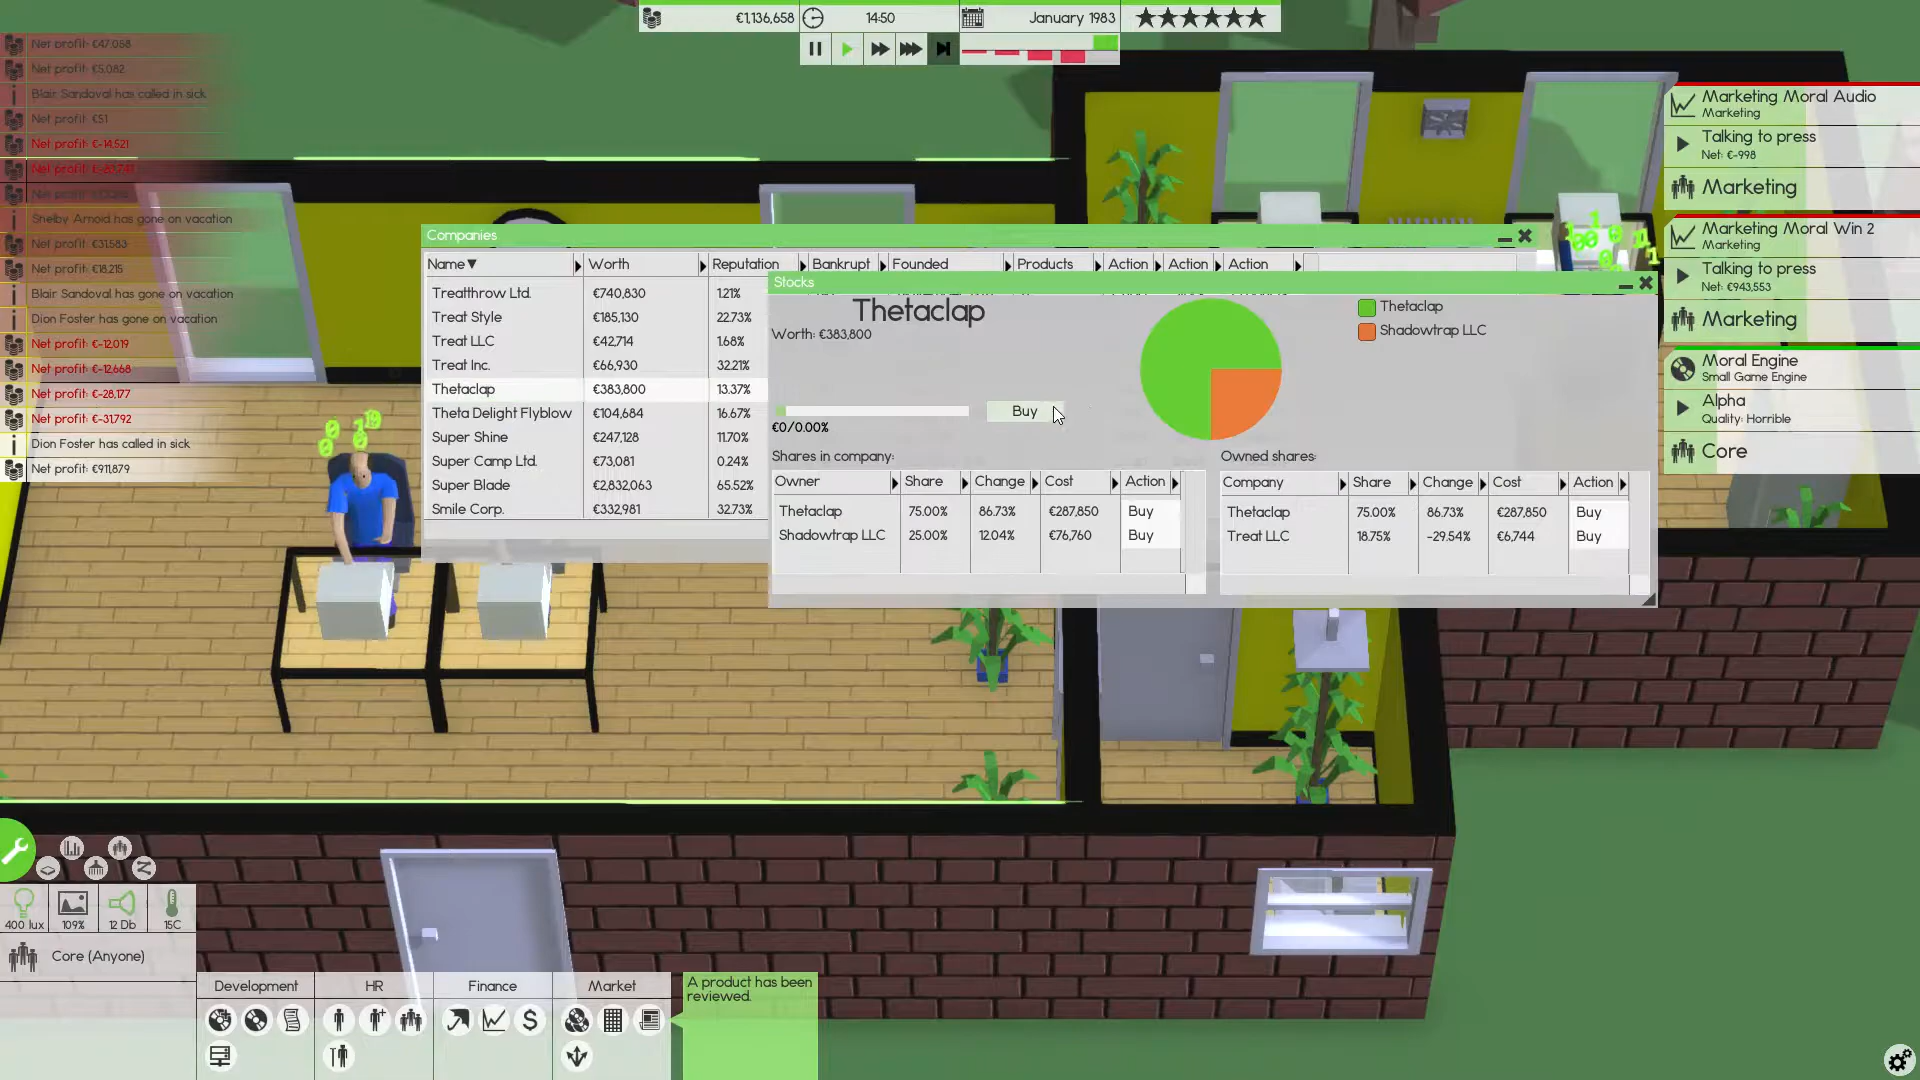 €1,136,658
14:50
January 1983
Net profit: €47,058
Net profit: €5,082
Blair Sandoval has called in sick
Net profit: €51
Net profit: €-14,521
Shelby Arnold has gone on vacation
Net profit: €31,583
Net profit: €18,215
Blair Sandoval has gone on vacation
Dion Foster has gone on vacation
Net profit: €-12,019
Net profit: €-12,668
Net profit: €-28,177
Net profit: €-31,792
Dion Foster has called in sick
Net profit: €911,879
Marketing Moral Audio
Marketing
Talking to press
Net: €-998
Marketing
Marketing Moral Win 2
Marketing
Talking to press
Net: €943,553
Marketing
Moral Engine
Small Game Engine
Alpha
Quality: Horrible
Core
Companies
Name▼ Worth Reputation Bankrupt Founded Products Action Action Action
Treatthrow Ltd. €740,830 1.21%
Treat Style €185,130 22.73%
Treat LLC €42,714 1.68%
Treat Inc. €66,930 32.21%
Thetaclap €383,800 13.37%
Theta Delight Flyblow €104,684 16.67%
Super Shine €247,128 11.70%
Super Camp Ltd. €73,081 0.24%
Super Blade €2,832,063 65.52%
Smile Corp. €332,981 32.73%
Stocks
Thetaclap
Worth: €383,800
Thetaclap
Shadowtrap LLC
Buy
€0/0.00%
Shares in company:
Owner Share Change Cost Action
Thetaclap 75.00% 86.73% €287,850 Buy
Shadowtrap LLC 25.00% 12.04% €76,760 Buy
Owned shares:
Company Share Change Cost Action
Thetaclap 75.00% 86.73% €287,850 Buy
Treat LLC 18.75% -29.54% €6,744 Buy
400 lux 109% 12 Db 15C
Core (Anyone)
Development HR Finance Market
A product has been
reviewed.